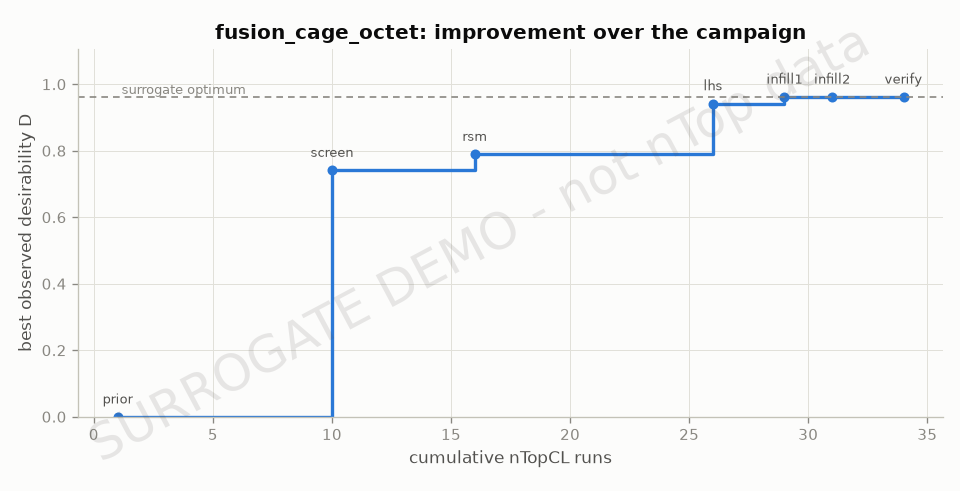 fusion_cage_octet: improvement over the campaign
best observed desirability D
1.0
0.8
0.6
0.4
0.2
0.0
surrogate optimum
prior
screen
rsm
lhs
infill1
infill2
verify
SURROGATE DEMO - not nTop data
0
5
10
15
20
25
30
35
cumulative nTopCL runs